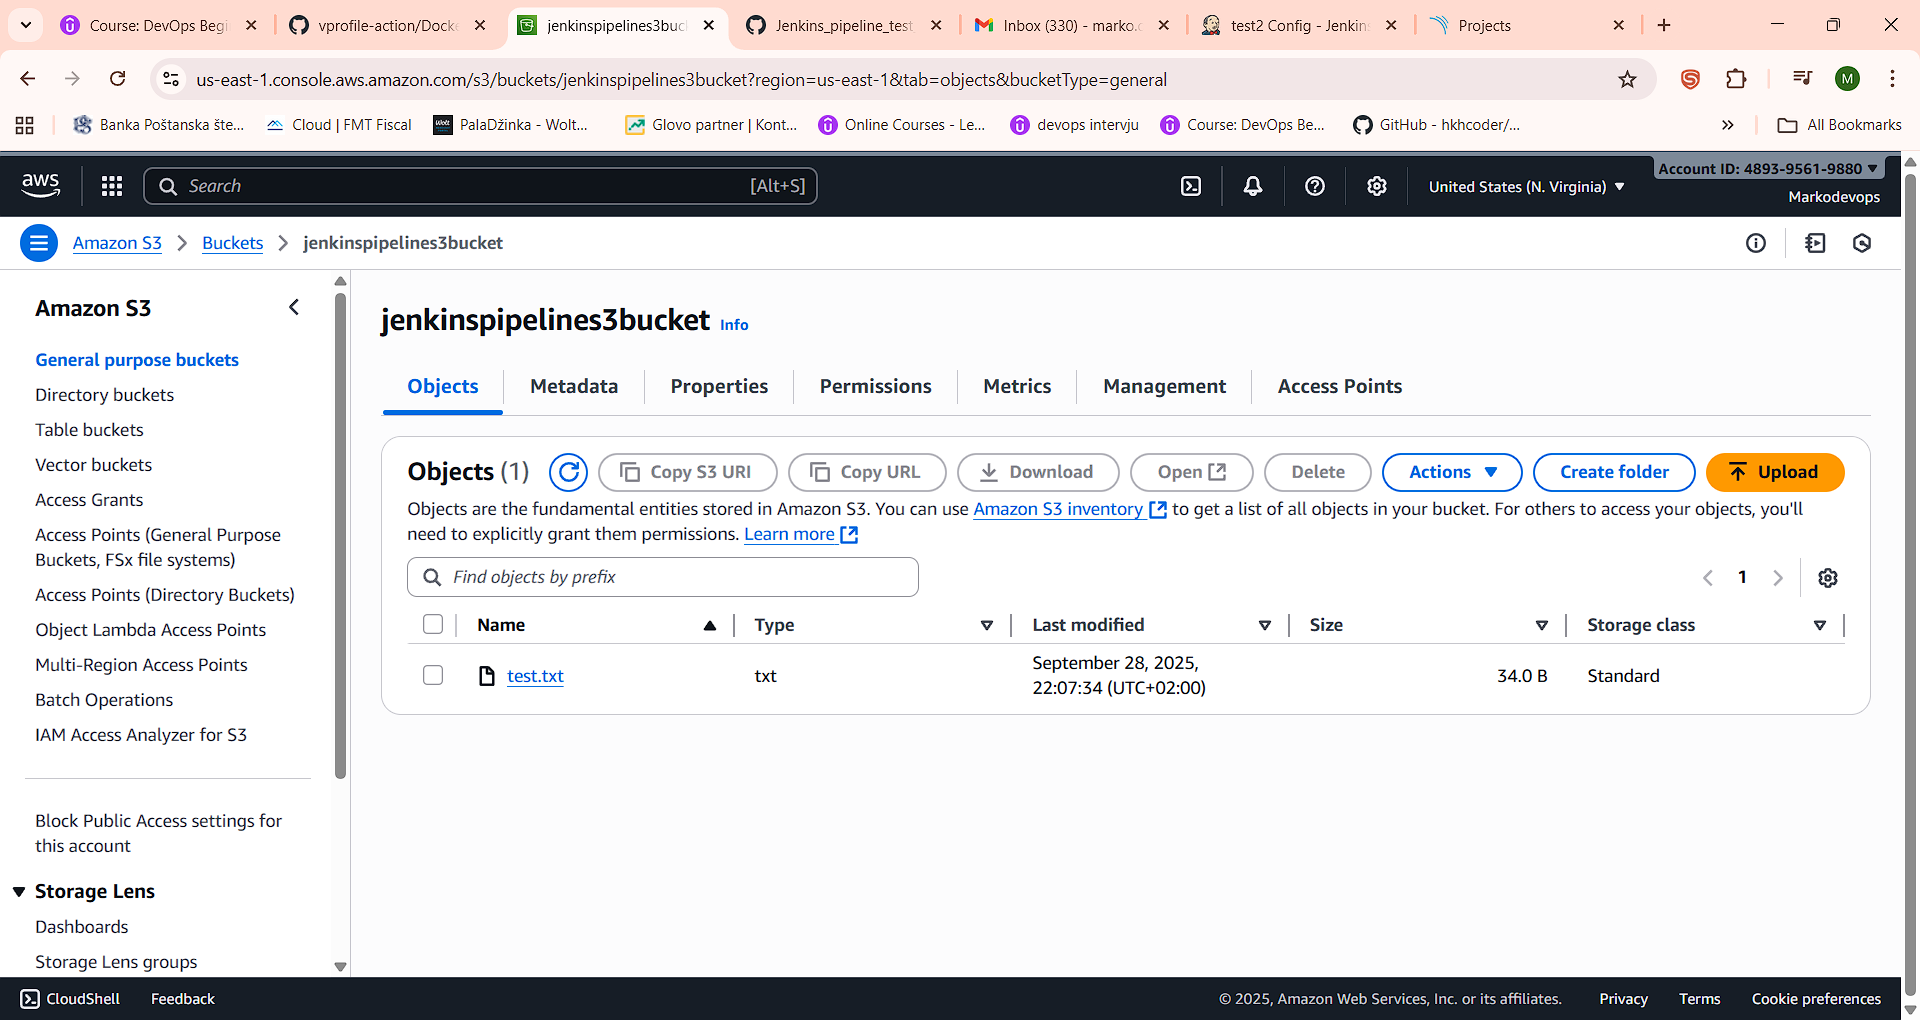 Course: DevOps Begi
vprofile-action/Docke
jenkinspipelines3buck
Jenkins_pipeline_test
Inbox (330) - marko.c
test2 Config - Jenkins
Projects
us-east-1.console.aws.amazon.com/s3/buckets/jenkinspipelines3bucket?region=us-east-1&tab=objects&bucketType=general
M
Banka Poštanska šte...
Cloud | FMT Fiscal
Wolt
PalaDžinka - Wolt...
Glovo partner | Kont...
Online Courses - Le...
devops intervju
Course: DevOps Be...
GitHub - hkhcoder/...
All Bookmarks
aws
Search
[Alt+S]
United States (N. Virginia)
Account ID: 4893-9561-9880
Markodevops
Amazon S3
Buckets
jenkinspipelines3bucket
Amazon S3
General purpose buckets
Directory buckets
Table buckets
Vector buckets
Access Grants
Access Points (General Purpose
Buckets, FSx file systems)
Access Points (Directory Buckets)
Object Lambda Access Points
Multi-Region Access Points
Batch Operations
IAM Access Analyzer for S3
Block Public Access settings for
this account
Storage Lens
Dashboards
Storage Lens groups
jenkinspipelines3bucket Info
Objects
Metadata
Properties
Permissions
Metrics
Management
Access Points
Objects (1)
Copy S3 URI
Copy URL
Download
Open
Delete
Actions
Create folder
Upload
Objects are the fundamental entities stored in Amazon S3. You can use Amazon S3 inventory to get a list of all objects in your bucket. For others to access your objects, you'll
need to explicitly grant them permissions. Learn more
Find objects by prefix
1
Name
Type
Last modified
Size
Storage class
test.txt
txt
September 28, 2025,
22:07:34 (UTC+02:00)
34.0 B
Standard
CloudShell
Feedback
© 2025, Amazon Web Services, Inc. or its affiliates.
Privacy
Terms
Cookie preferences